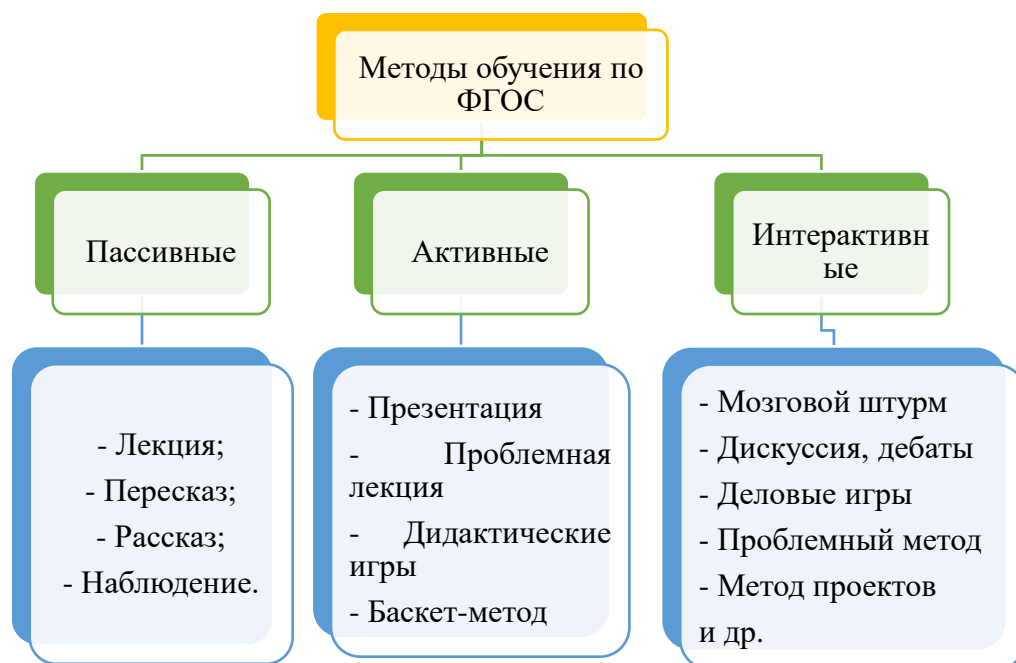 Методы обучения по
ФГОС
Пассивные
Активные
Интерактивн
ые
- Лекция;
- Пересказ;
- Рассказ;
- Наблюдение.
- Презентация
- Проблемная
лекция
- Дидактические
игры
- Баскет-метод
- Мозговой штурм
- Дискуссия, дебаты
- Деловые игры
- Проблемный метод
- Метод проектов
и др.